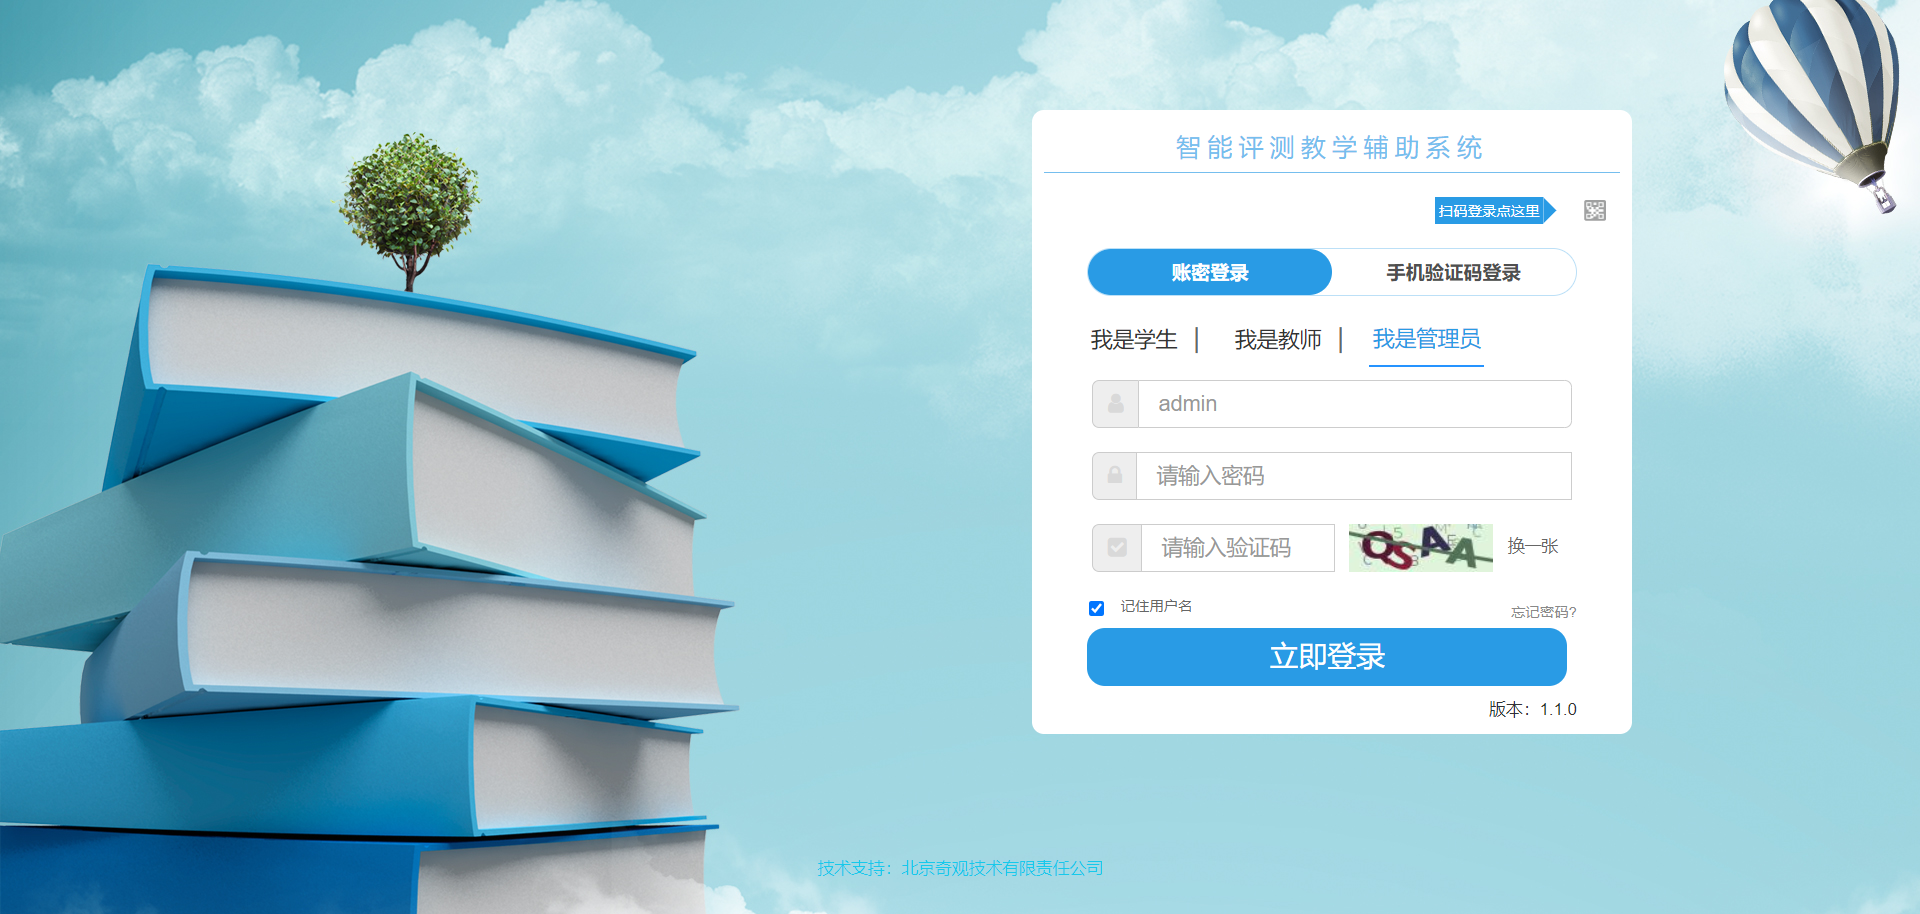 智能评测教学辅助系统
扫码登录点这里
账密登录 手机验证码登录
我是学生 | 我是教师 | 我是管理员
admin
请输入密码
请输入验证码 QSAA 换一张
记住用户名 忘记密码?
立即登录
版本：1.1.0
技术支持：北京奇观技术有限责任公司